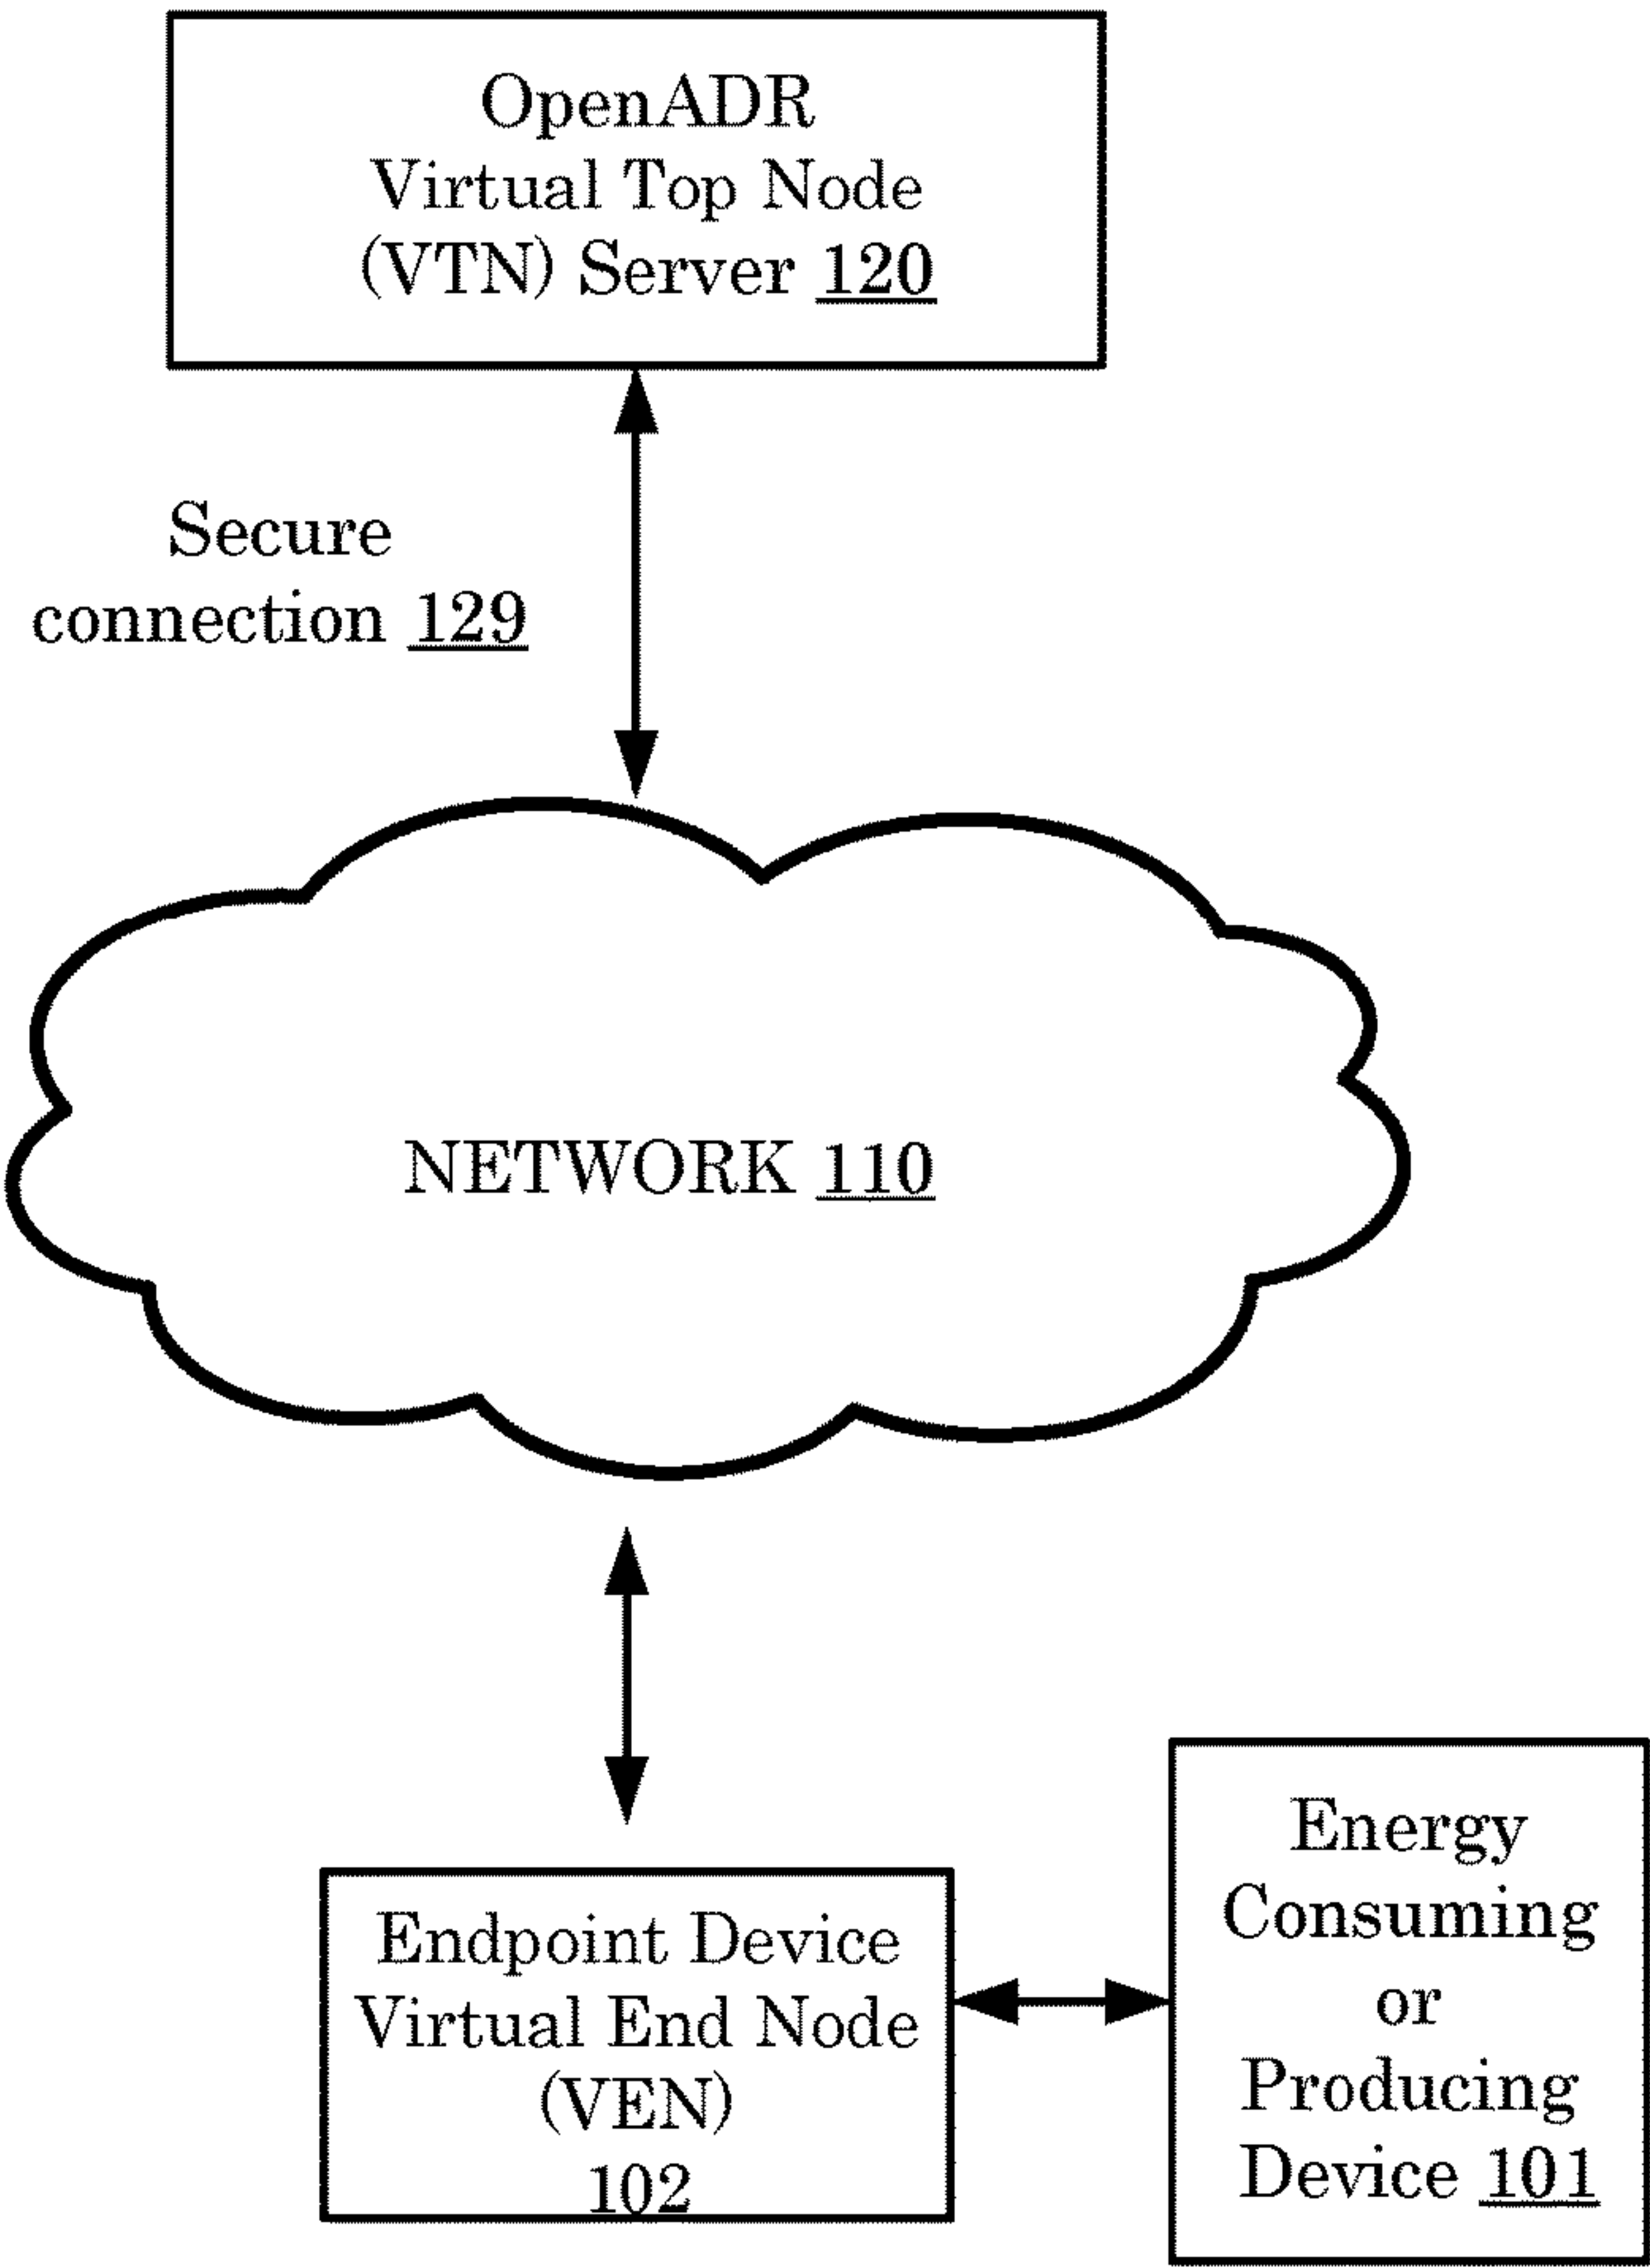 OpenADR
Virtual Top Node
(VTN) Server 120
Secure
connection 129
NETWORK 110
Endpoint Device
Virtual End Node
(VEN)
102
Energy
Consuming
or
Producing
Device 101